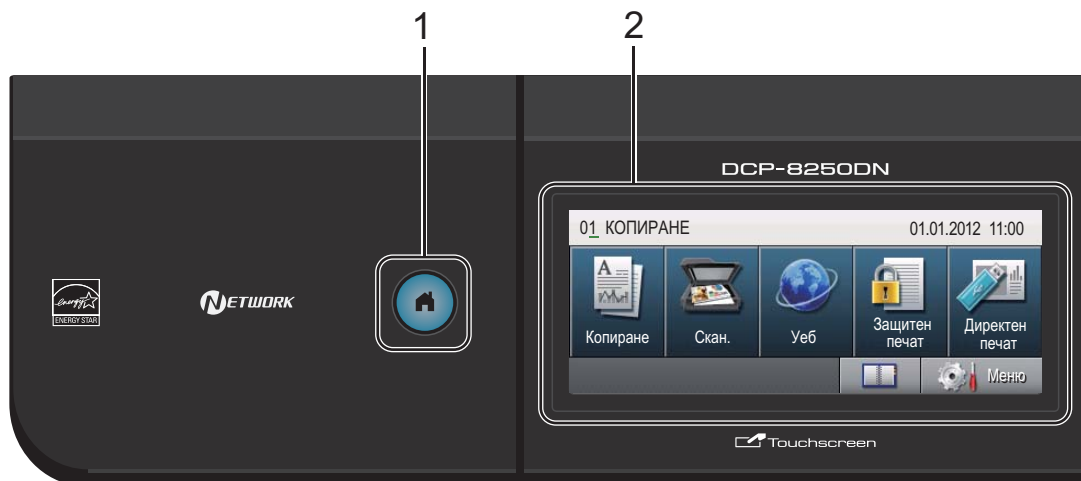 1
2
DCP-8250DN
01 КОПИРАНЕ 01.01.2012 11:00
Копиране
Скан.
Уеб
Защитен
печат
Директен
печат
Меню
energy
ENERGY STAR
NETWORK
Touchscreen